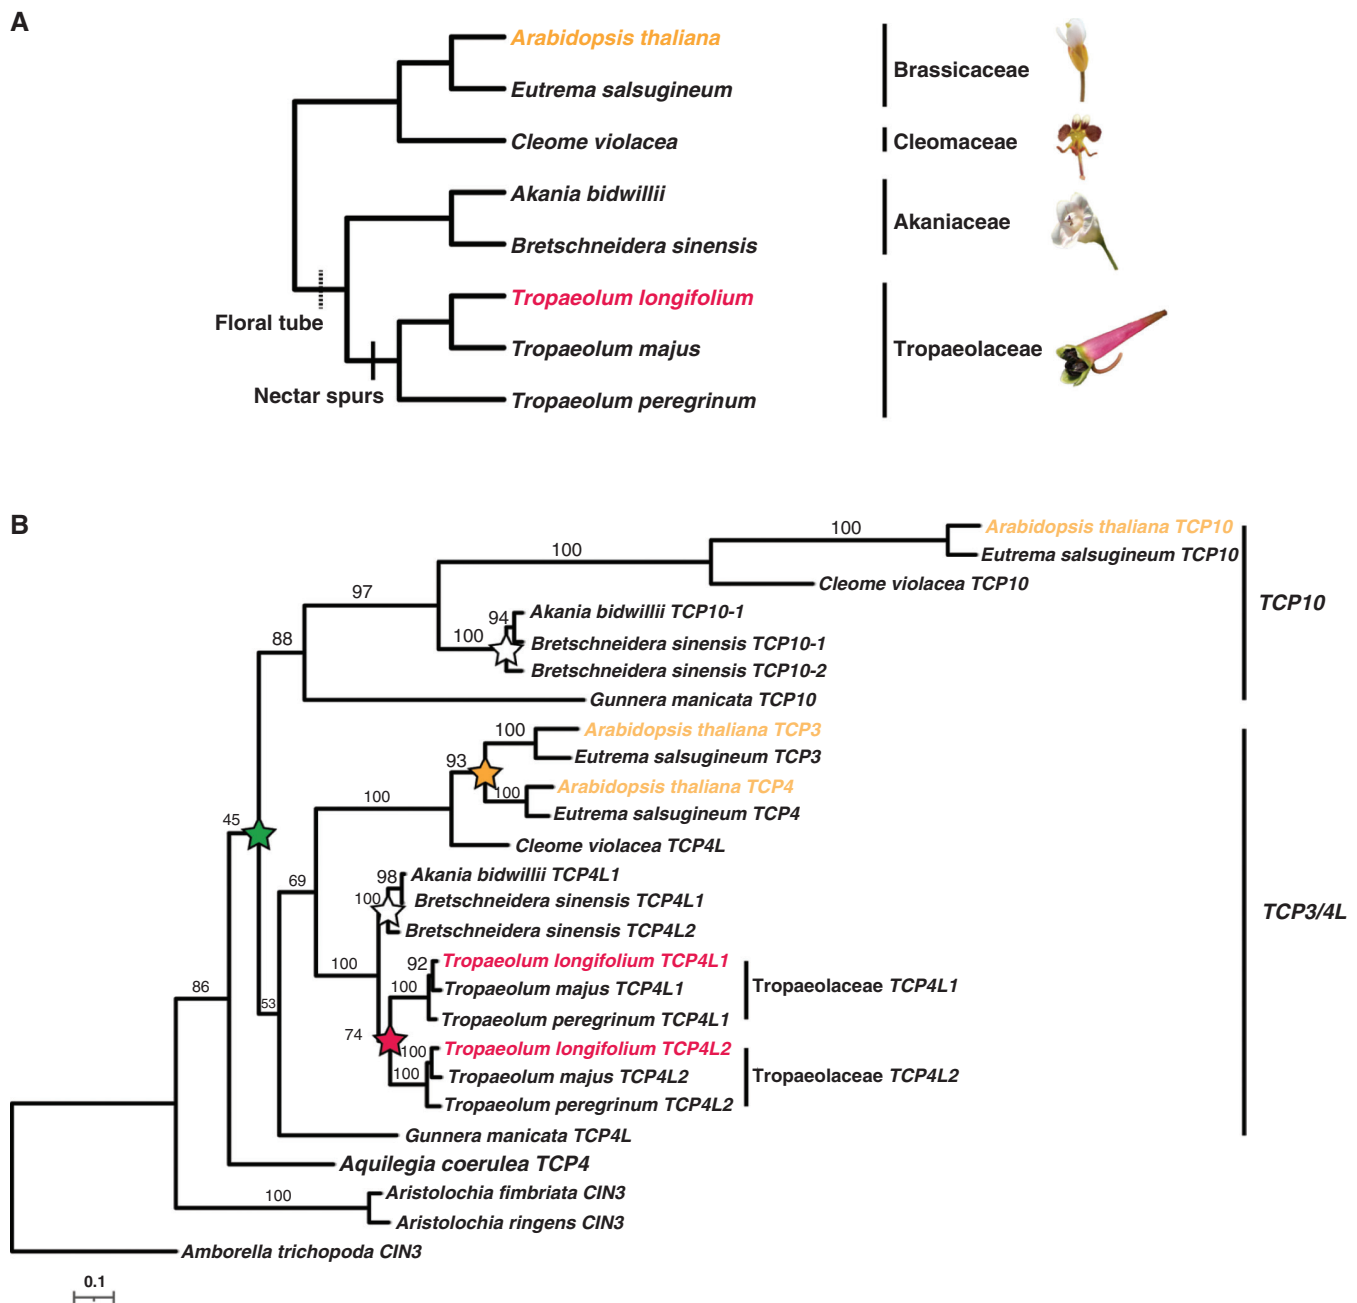 A
Arabidopsis thaliana
Eutrema salsugineum
Brassicaceae
Cleome violacea
Cleomaceae
Akania bidwillii
Bretschneidera sinensis
Akaniaceae
Tropaeolum longifolium
Floral tube
Tropaeolum majus
Tropaeolaceae
Nectar spurs
Tropaeolum peregrinum
B
100
Arabidopsis thaliana TCP10
100
Eutrema salsugineum TCP10
Cleome violacea TCP10
97
TCP10
94
Akania bidwillii TCP10-1
88
100
Bretschneidera sinensis TCP10-1
Bretschneidera sinensis TCP10-2
Gunnera manicata TCP10
100
Arabidopsis thaliana TCP3
93
Eutrema salsugineum TCP3
100
100
Arabidopsis thaliana TCP4
45
Eutrema salsugineum TCP4
Cleome violacea TCP4L
69
98
Akania bidwillii TCP4L1
100
Bretschneidera sinensis TCP4L1
TCP3/4L
Bretschneidera sinensis TCP4L2
100
92
Tropaeolum longifolium TCP4L1
86
100
Tropaeolum majus TCP4L1
Tropaeolaceae TCP4L1
53
Tropaeolum peregrinum TCP4L1
74
100
Tropaeolum longifolium TCP4L2
100
Tropaeolum majus TCP4L2
Tropaeolaceae TCP4L2
Tropaeolum peregrinum TCP4L2
Gunnera manicata TCP4L
Aquilegia coerulea TCP4
100
Aristolochia fimbriata CIN3
Aristolochia ringens CIN3
Amborella trichopoda CIN3
0.1